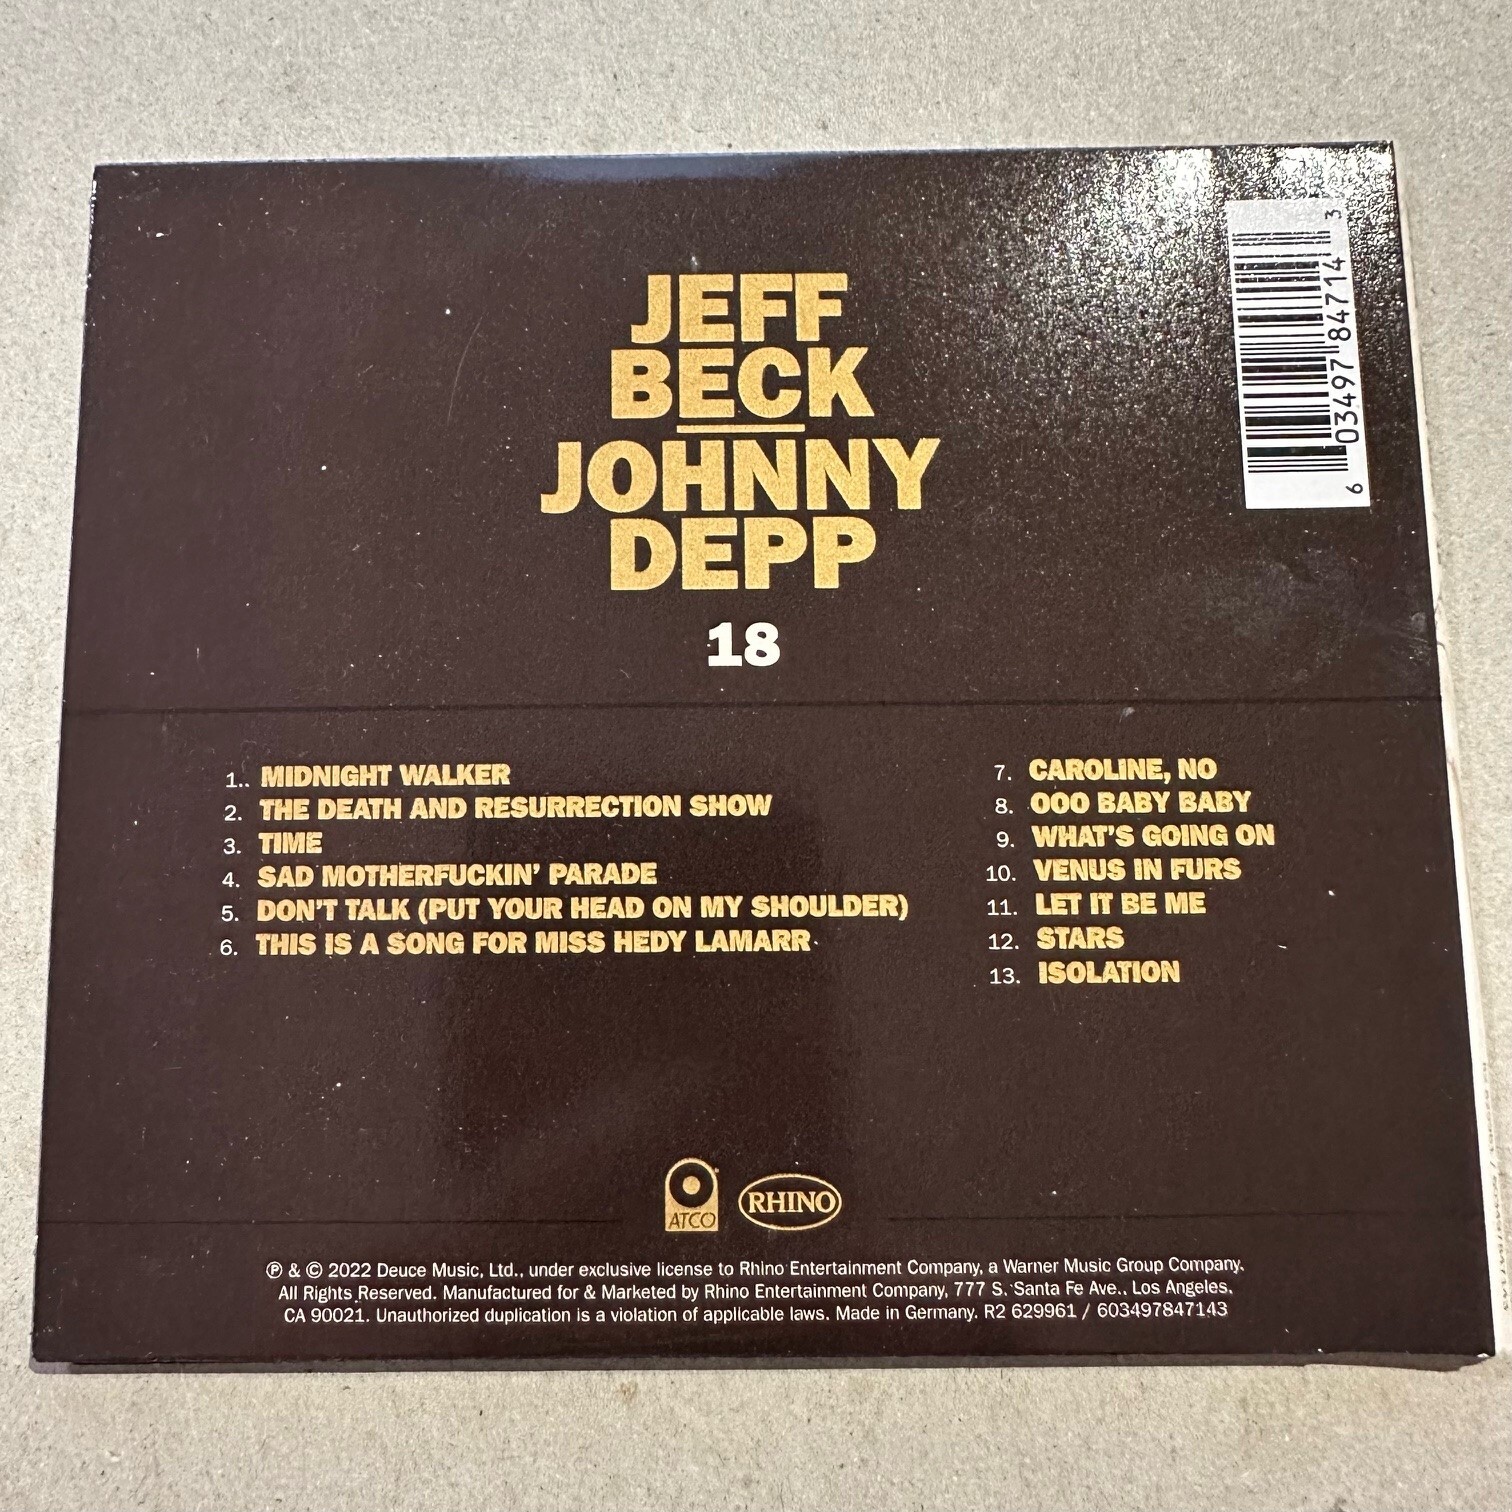 JEFF
BECK
JOHNNY
DEPP
18
6 03497 84714 3
1.. MIDNIGHT WALKER
2. THE DEATH AND RESURRECTION SHOW
3. TIME
4. SAD MOTHERFUCKIN' PARADE
5. DON'T TALK (PUT YOUR HEAD ON MY SHOULDER)
6. THIS IS A SONG FOR MISS HEDY LAMARR
7. CAROLINE, NO
8. OOO BABY BABY
9. WHAT'S GOING ON
10. VENUS IN FURS
11. LET IT BE ME
12. STARS
13. ISOLATION
ATCO
RHINO
℗ & © 2022 Deuce Music, Ltd., under exclusive license to Rhino Entertainment Company, a Warner Music Group Company.
All Rights Reserved. Manufactured for & Marketed by Rhino Entertainment Company, 777 S. Santa Fe Ave., Los Angeles,
CA 90021. Unauthorized duplication is a violation of applicable laws. Made in Germany. R2 629961 / 603497847143